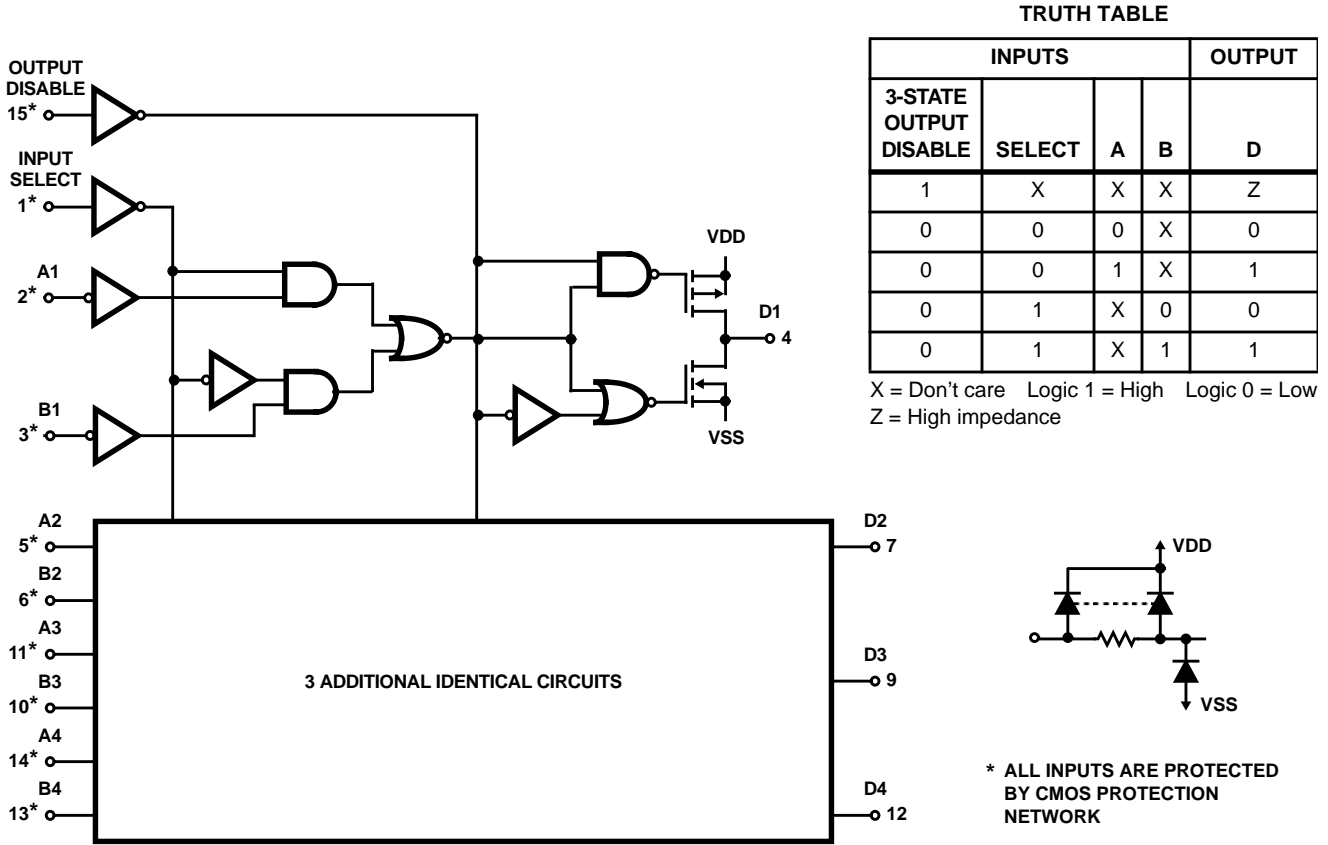 OUTPUT
DISABLE
15*
INPUT
SELECT
1*
A1
2*
B1
3*
VDD
D1
4
VSS
A2
5*
B2
6*
A3
11*
B3
10*
A4
14*
B4
13*
3 ADDITIONAL IDENTICAL CIRCUITS
D2
7
D3
9
D4
12
TRUTH TABLE
INPUTS OUTPUT
3-STATE
OUTPUT
DISABLE SELECT A B D
1 X X X Z
0 0 0 X 0
0 0 1 X 1
0 1 X 0 0
0 1 X 1 1
X = Don’t care Logic 1 = High Logic 0 = Low
Z = High impedance
VDD
VSS
* ALL INPUTS ARE PROTECTED
BY CMOS PROTECTION
NETWORK